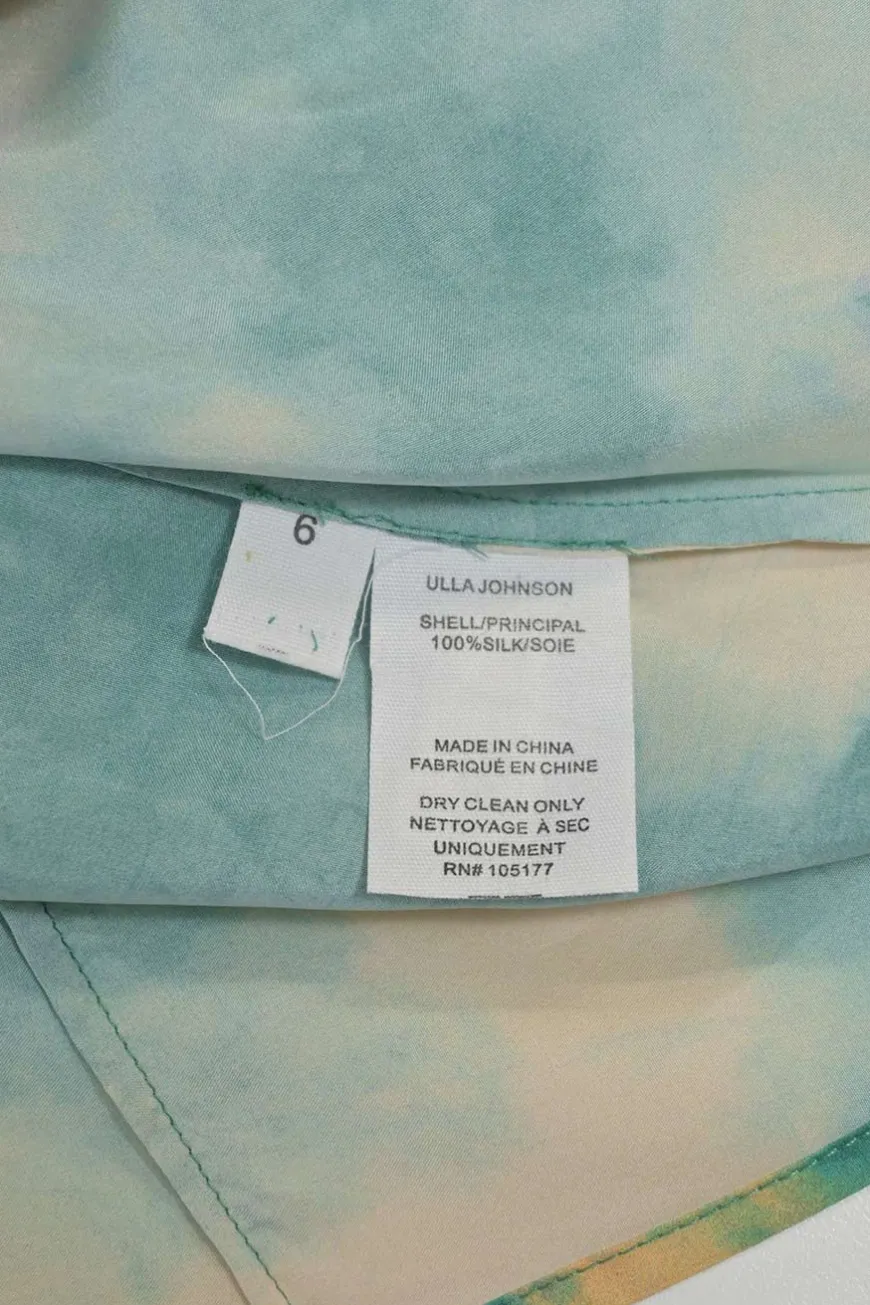 6
ULLA JOHNSON
SHELL/PRINCIPAL
100%SILK/SOIE
MADE IN CHINA
FABRIQUÉ EN CHINE
DRY CLEAN ONLY
NETTOYAGE À SEC
UNIQUEMENT
RN# 105177